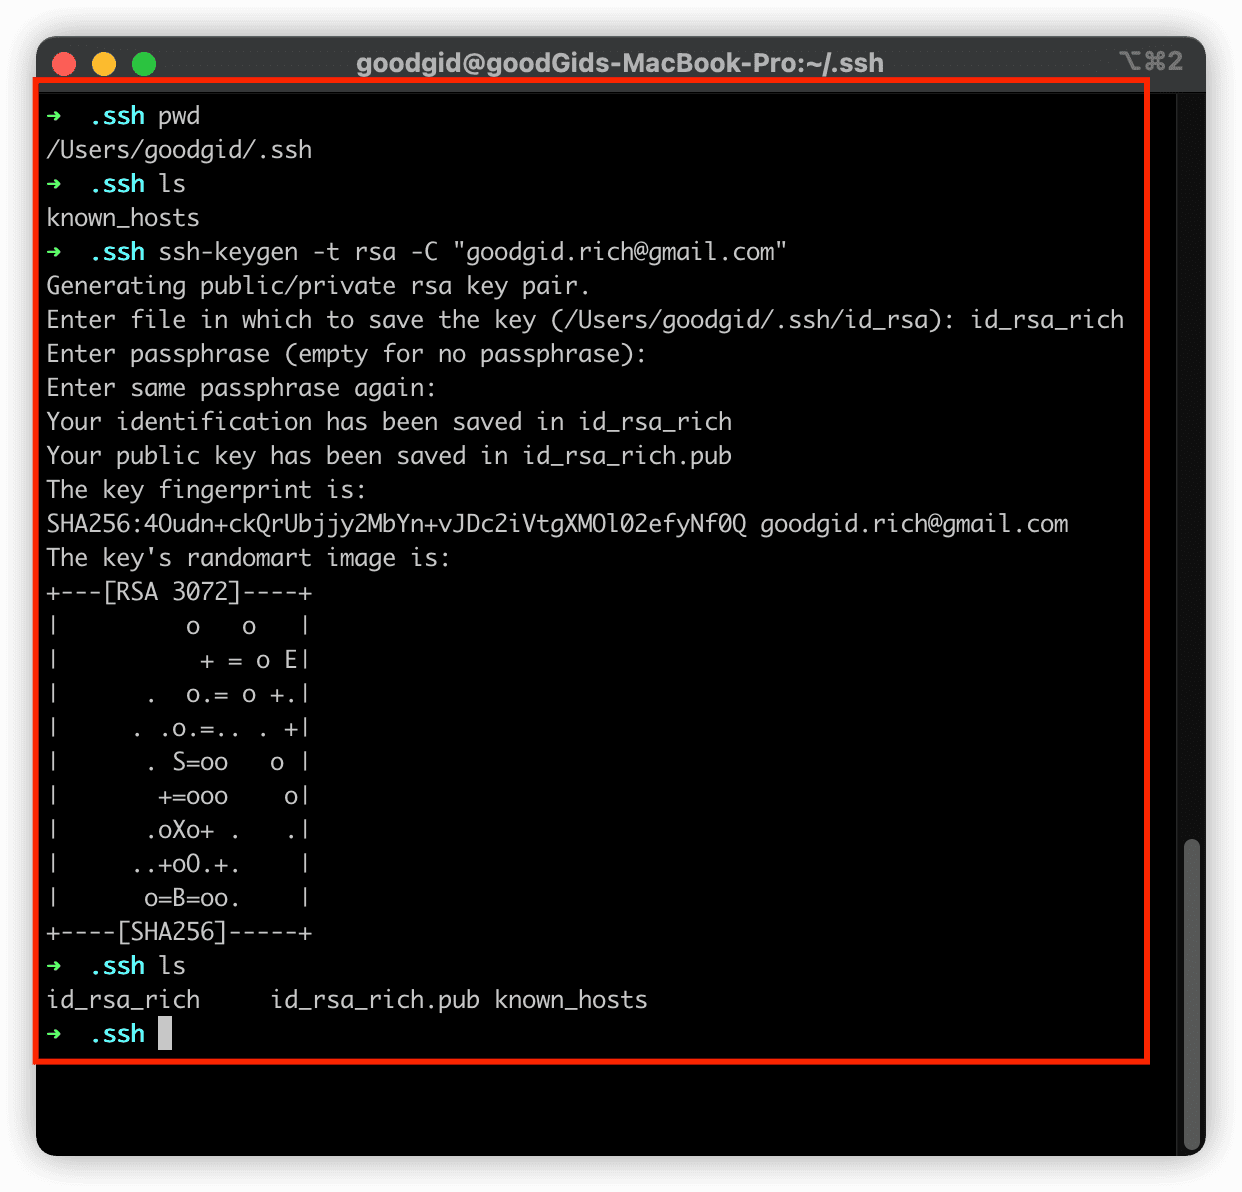 goodgid@goodGids-MacBook-Pro:~/.ssh ⌥⌘2
➜  .ssh pwd
/Users/goodgid/.ssh
➜  .ssh ls
known_hosts
➜  .ssh ssh-keygen -t rsa -C "goodgid.rich@gmail.com"
Generating public/private rsa key pair.
Enter file in which to save the key (/Users/goodgid/.ssh/id_rsa): id_rsa_rich
Enter passphrase (empty for no passphrase):
Enter same passphrase again:
Your identification has been saved in id_rsa_rich
Your public key has been saved in id_rsa_rich.pub
The key fingerprint is:
SHA256:4Oudn+ckQrUbjjy2MbYn+vJDc2iVtgXMOl02efyNf0Q goodgid.rich@gmail.com
The key's randomart image is:
+---[RSA 3072]----+
|         o   o   |
|          + = o E|
|      .  o.= o +.|
|     . .o.=.. . +|
|      . S=oo   o |
|       +=ooo    o|
|      .oXo+ .   .|
|     ..+oO.+.    |
|      o=B=oo.    |
+----[SHA256]-----+
➜  .ssh ls
id_rsa_rich     id_rsa_rich.pub known_hosts
➜  .ssh